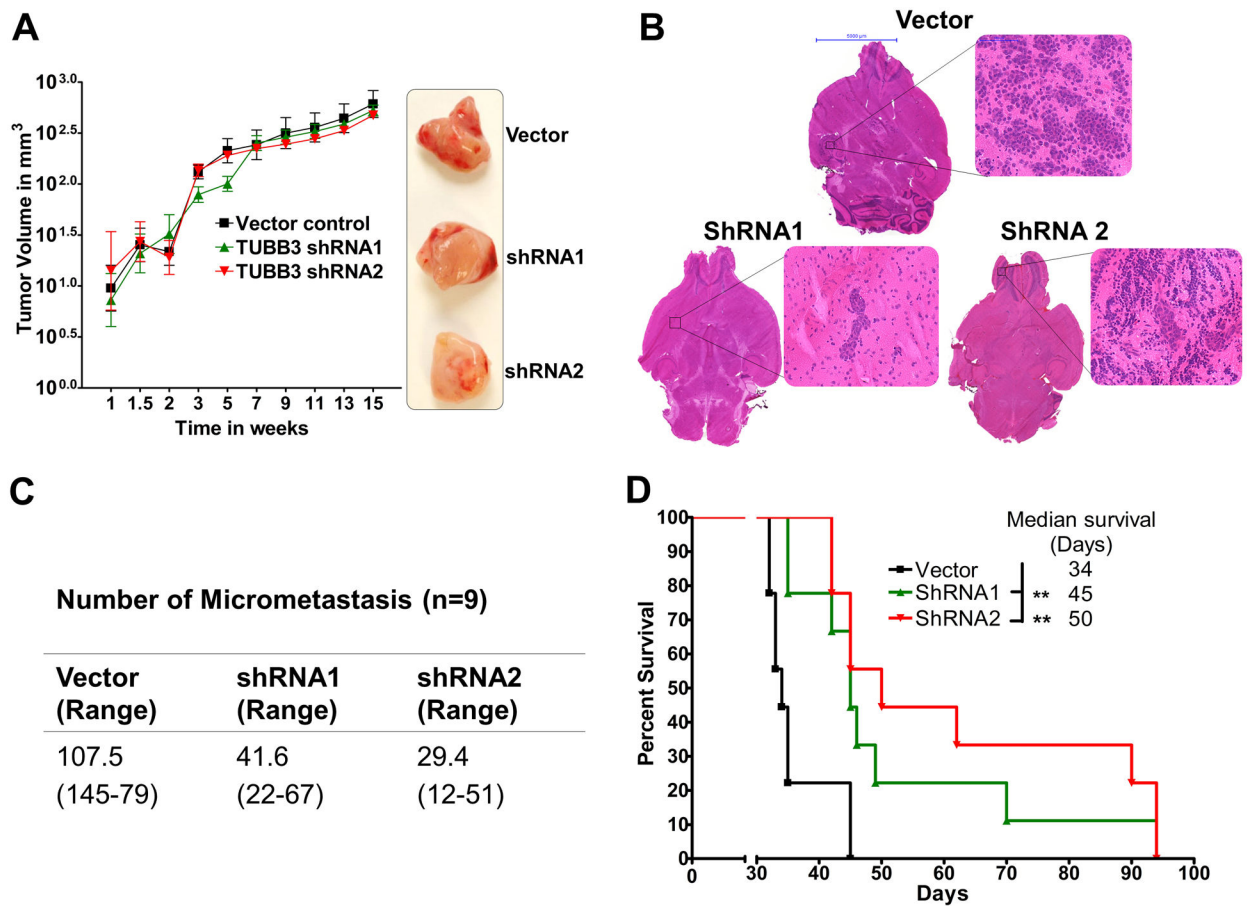 A
Tumor Volume in mm3
10^3.0
10^2.5
10^2.0
10^1.5
10^1.0
10^0.5
10^0.0
Vector control
TUBB3 shRNA1
TUBB3 shRNA2
1 1.5 2 3 5 7 9 11 13 15
Time in weeks
Vector
shRNA1
shRNA2
B
Vector
5000 µm
ShRNA1
ShRNA 2
C
Number of Micrometastasis (n=9)
Vector shRNA1 shRNA2
(Range) (Range) (Range)
107.5 41.6 29.4
(145-79) (22-67) (12-51)
D
Percent Survival
100
90
80
70
60
50
40
30
20
10
0
Median survival
(Days)
Vector 34
ShRNA1 ** 45
ShRNA2 ** 50
0 30 40 50 60 70 80 90 100
Days